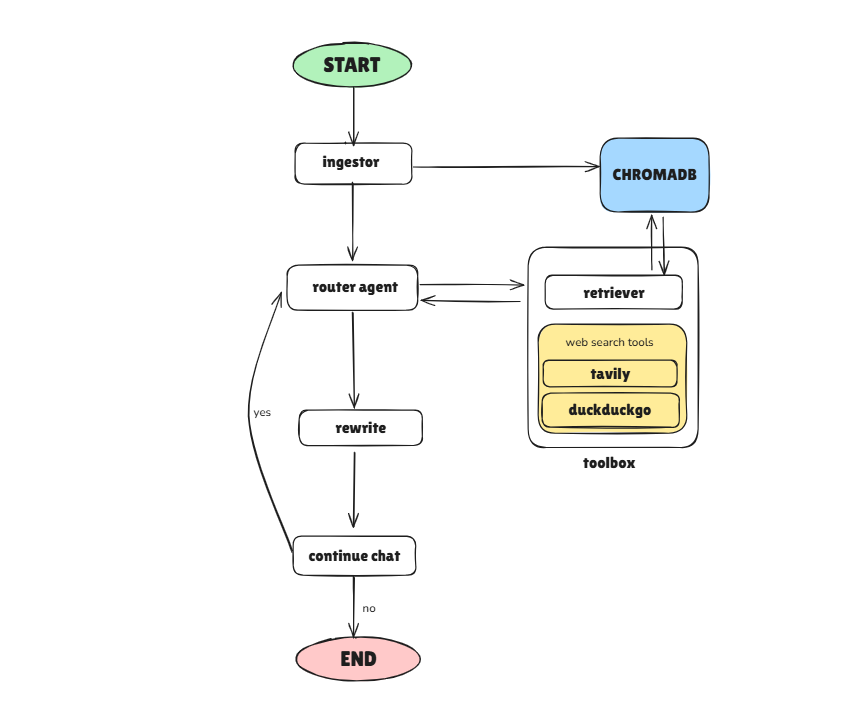 START
ingestor
CHROMADB
router agent
retriever
web search tools
tavily
duckduckgo
toolbox
yes
rewrite
continue chat
no
END